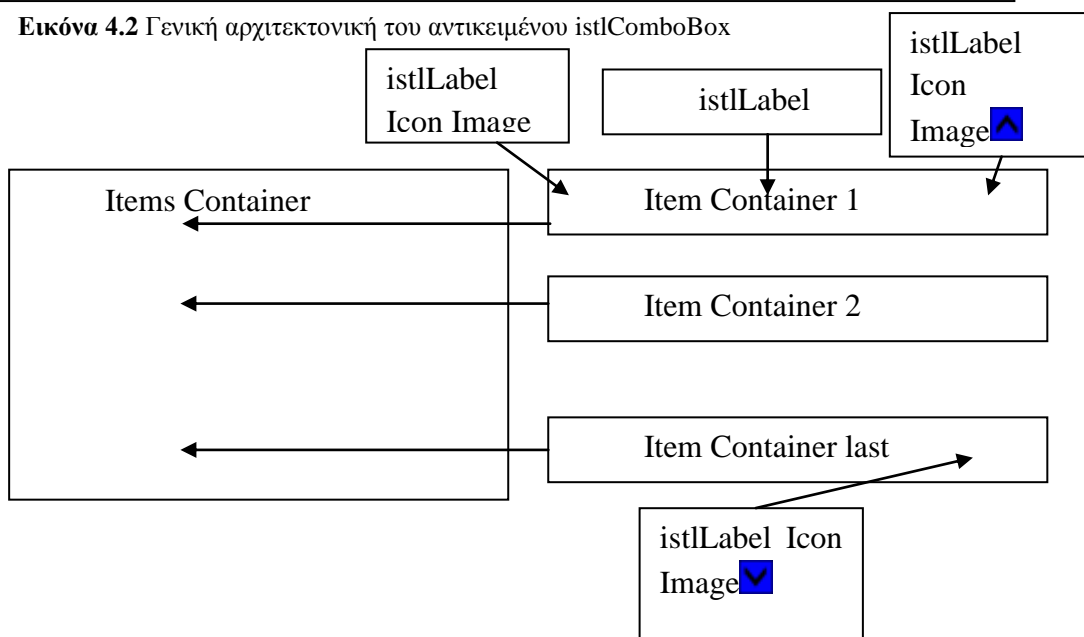 Εικόνα 4.2 Γενική αρχιτεκτονική του αντικειμένου istlComboBox
istlLabel
Icon Image
istlLabel
istlLabel
Icon
Image
Items Container
Item Container 1
Item Container 2
Item Container last
istlLabel Icon
Image